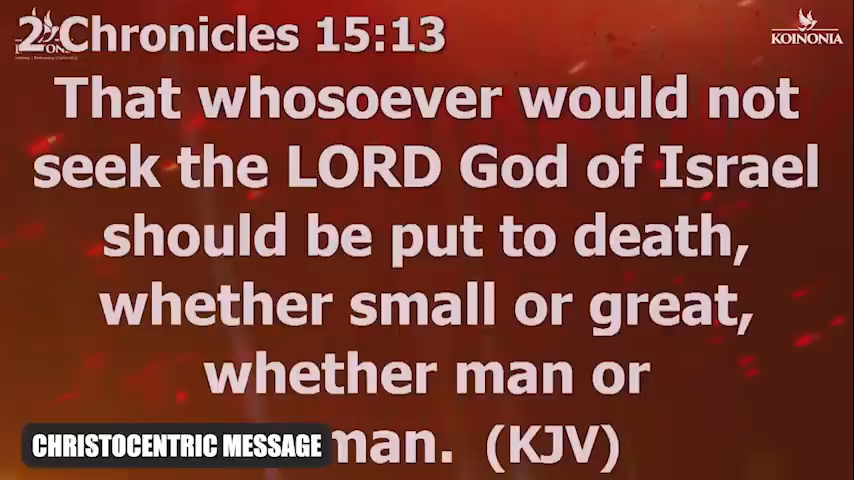 2 Chronicles 15:13
KOINONIA
That whosoever would not
seek the LORD God of Israel
should be put to death,
whether small or great,
whether man or
man. (KJV)
CHRISTOCENTRIC MESSAGE